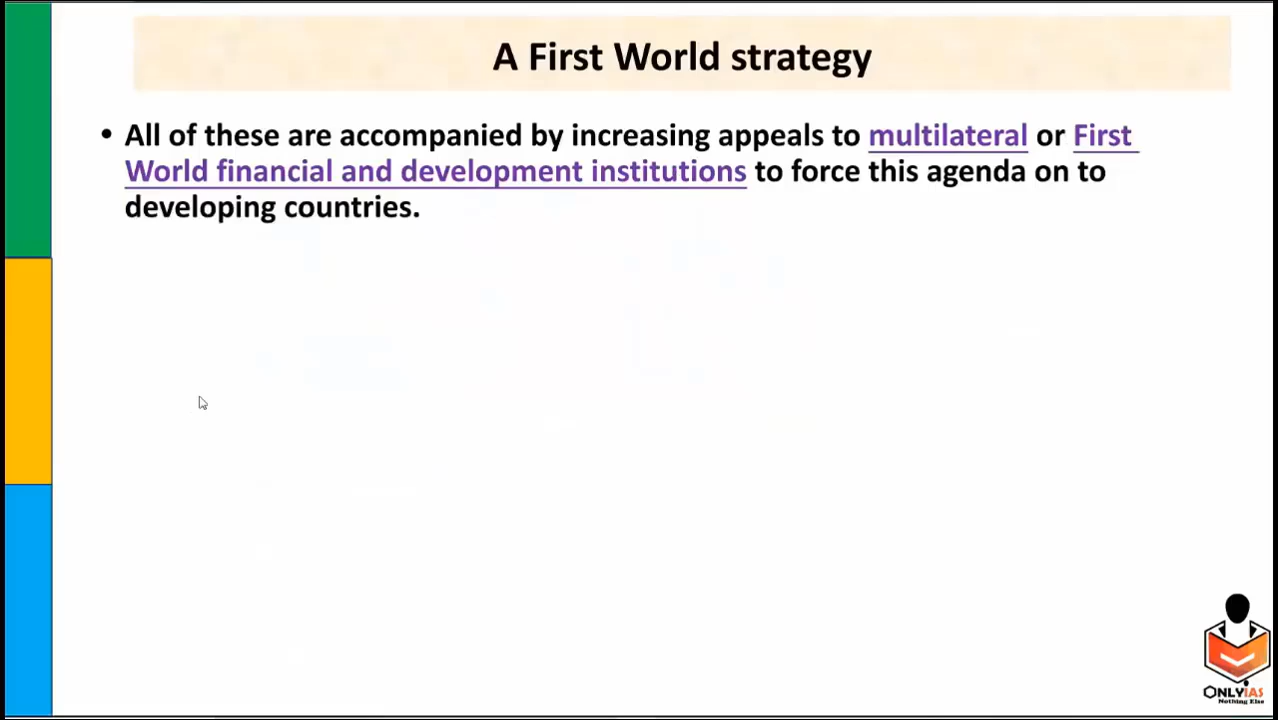 A First World strategy
• All of these are accompanied by increasing appeals to multilateral or First
World financial and development institutions to force this agenda on to
developing countries.
ONLYIAS
Nothing Else